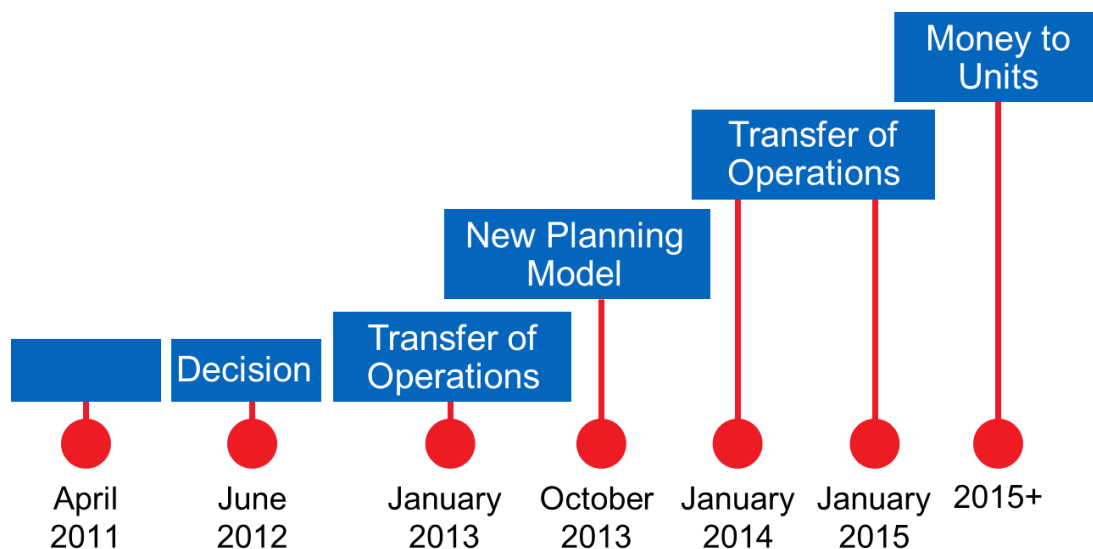 Money to
Units
Transfer of
Operations
New Planning
Model
Transfer of
Operations
Decision
April
2011
June
2012
January
2013
October
2013
January
2014
January
2015
2015+